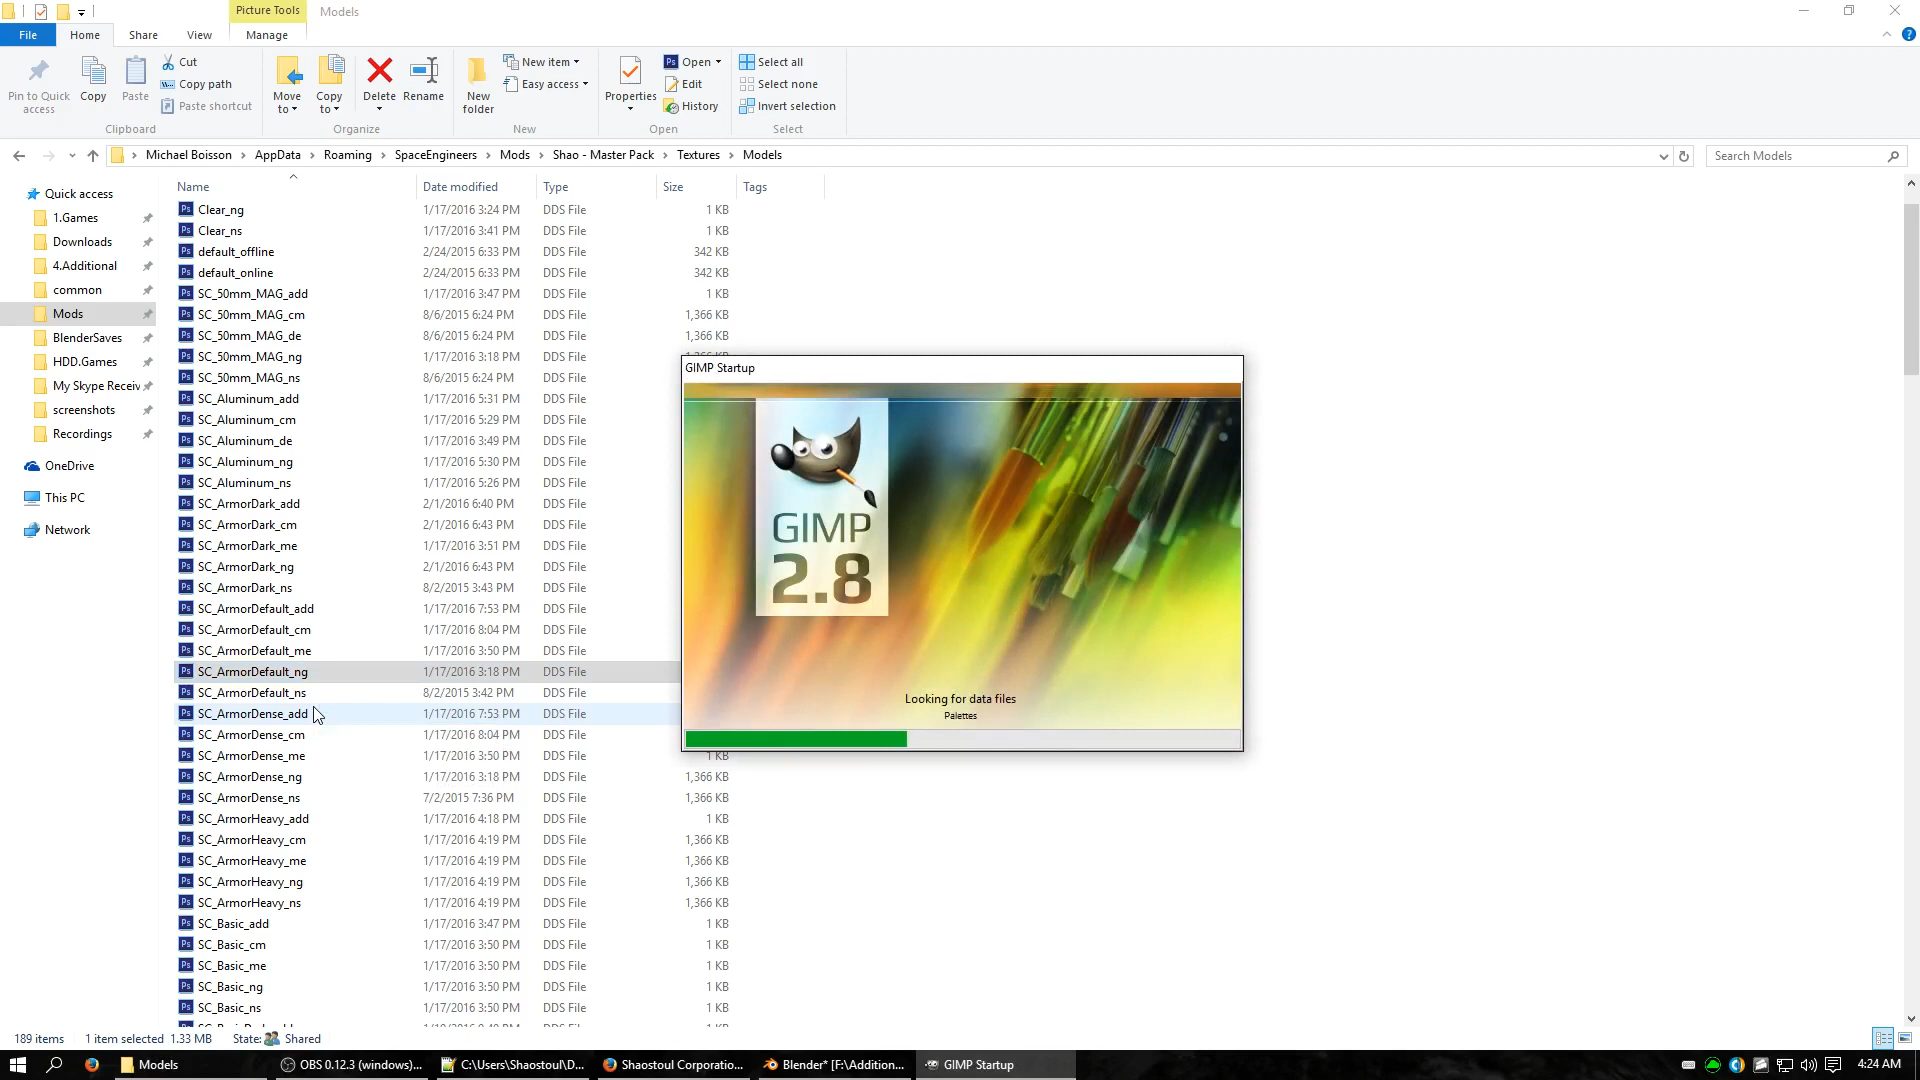 Picture Tools
Models
File
Home
Share
View
Manage
Pin to Quick access
Copy
Paste
Cut
Copy path
Paste shortcut
Clipboard
Move to
Copy to
Delete
Rename
Organize
New folder
New item
Easy access
New
Properties
Open
Edit
History
Open
Select all
Select none
Invert selection
Select
Michael Boisson
AppData
Roaming
SpaceEngineers
Mods
Shao - Master Pack
Textures
Models
Search Models
Quick access
1.Games
Downloads
4.Additional
common
Mods
BlenderSaves
HDD.Games
My Skype Receiv
screenshots
Recordings
OneDrive
This PC
Network
Name Date modified Type Size Tags
Clear_ng 1/17/2016 3:24 PM DDS File 1 KB
Clear_ns 1/17/2016 3:41 PM DDS File 1 KB
default_offline 2/24/2015 6:33 PM DDS File 342 KB
default_online 2/24/2015 6:33 PM DDS File 342 KB
SC_50mm_MAG_add 1/17/2016 3:47 PM DDS File 1 KB
SC_50mm_MAG_cm 8/6/2015 6:24 PM DDS File 1,366 KB
SC_50mm_MAG_de 8/6/2015 6:24 PM DDS File 1,366 KB
SC_50mm_MAG_ng 1/17/2016 3:18 PM DDS File
SC_50mm_MAG_ns 8/6/2015 6:24 PM DDS File
SC_Aluminum_add 1/17/2016 5:31 PM DDS File
SC_Aluminum_cm 1/17/2016 5:29 PM DDS File
SC_Aluminum_de 1/17/2016 3:49 PM DDS File
SC_Aluminum_ng 1/17/2016 5:30 PM DDS File
SC_Aluminum_ns 1/17/2016 5:26 PM DDS File
SC_ArmorDark_add 2/1/2016 6:40 PM DDS File
SC_ArmorDark_cm 2/1/2016 6:43 PM DDS File
SC_ArmorDark_me 1/17/2016 3:51 PM DDS File
SC_ArmorDark_ng 2/1/2016 6:43 PM DDS File
SC_ArmorDark_ns 8/2/2015 3:43 PM DDS File
SC_ArmorDefault_add 1/17/2016 7:53 PM DDS File
SC_ArmorDefault_cm 1/17/2016 8:04 PM DDS File
SC_ArmorDefault_me 1/17/2016 3:50 PM DDS File
SC_ArmorDefault_ng 1/17/2016 3:18 PM DDS File
SC_ArmorDefault_ns 8/2/2015 3:42 PM DDS File
SC_ArmorDense_add 1/17/2016 7:53 PM DDS File
SC_ArmorDense_cm 1/17/2016 8:04 PM DDS File
SC_ArmorDense_me 1/17/2016 3:50 PM DDS File 1 KB
SC_ArmorDense_ng 1/17/2016 3:18 PM DDS File 1,366 KB
SC_ArmorDense_ns 7/2/2015 7:36 PM DDS File 1,366 KB
SC_ArmorHeavy_add 1/17/2016 4:18 PM DDS File 1 KB
SC_ArmorHeavy_cm 1/17/2016 4:19 PM DDS File 1,366 KB
SC_ArmorHeavy_me 1/17/2016 4:19 PM DDS File 1,366 KB
SC_ArmorHeavy_ng 1/17/2016 4:19 PM DDS File 1,366 KB
SC_ArmorHeavy_ns 1/17/2016 4:19 PM DDS File 1,366 KB
SC_Basic_add 1/17/2016 3:47 PM DDS File 1 KB
SC_Basic_cm 1/17/2016 3:50 PM DDS File 1 KB
SC_Basic_me 1/17/2016 3:50 PM DDS File 1 KB
SC_Basic_ng 1/17/2016 3:50 PM DDS File 1 KB
SC_Basic_ns 1/17/2016 3:50 PM DDS File 1 KB
GIMP Startup
GIMP
2.8
Looking for data files
Palettes
189 items 1 item selected 1.33 MB State: Shared
Models
OBS 0.12.3 (windows)...
C:\Users\Shaostoul\D...
Shaostoul Corporatio...
Blender* [F:\Addition...
GIMP Startup
4:24 AM